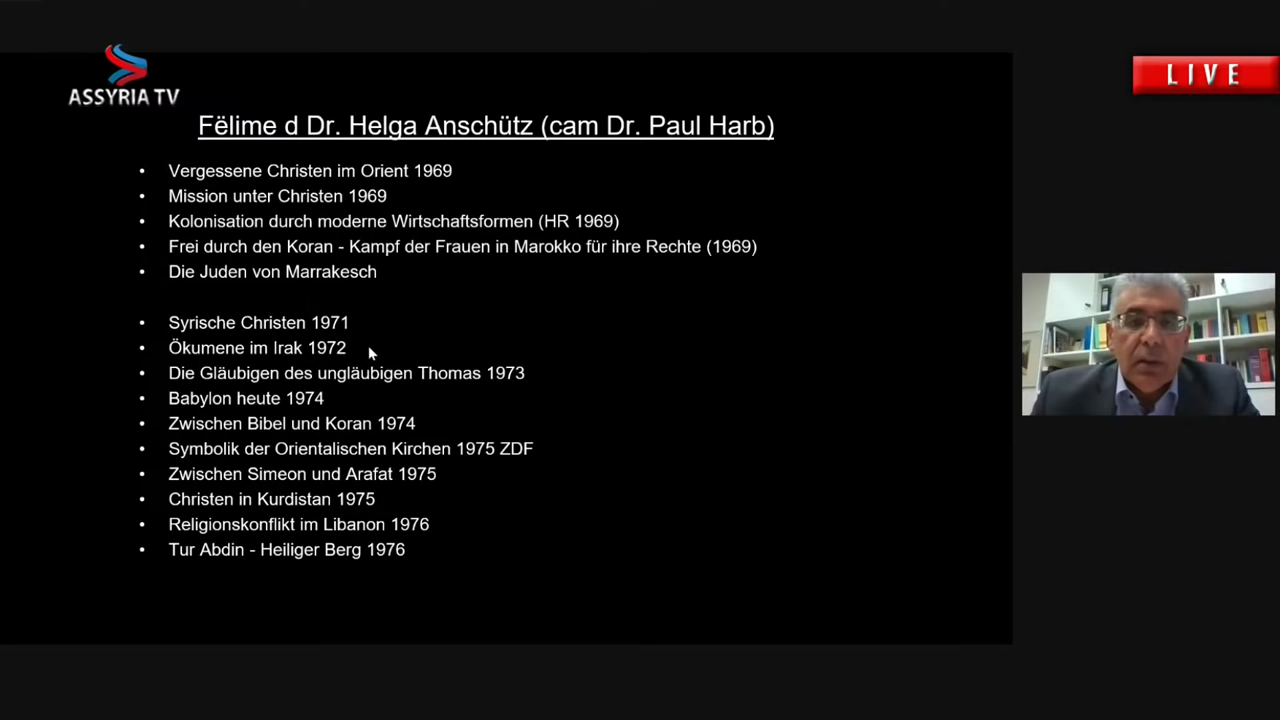 ASSYRIA TV
LIVE
Fëlime d Dr. Helga Anschütz (cam Dr. Paul Harb)
• Vergessene Christen im Orient 1969
• Mission unter Christen 1969
• Kolonisation durch moderne Wirtschaftsformen (HR 1969)
• Frei durch den Koran - Kampf der Frauen in Marokko für ihre Rechte (1969)
• Die Juden von Marrakesch
• Syrische Christen 1971
• Ökumene im Irak 1972
• Die Gläubigen des ungläubigen Thomas 1973
• Babylon heute 1974
• Zwischen Bibel und Koran 1974
• Symbolik der Orientalischen Kirchen 1975 ZDF
• Zwischen Simeon und Arafat 1975
• Christen in Kurdistan 1975
• Religionskonflikt im Libanon 1976
• Tur Abdin - Heiliger Berg 1976